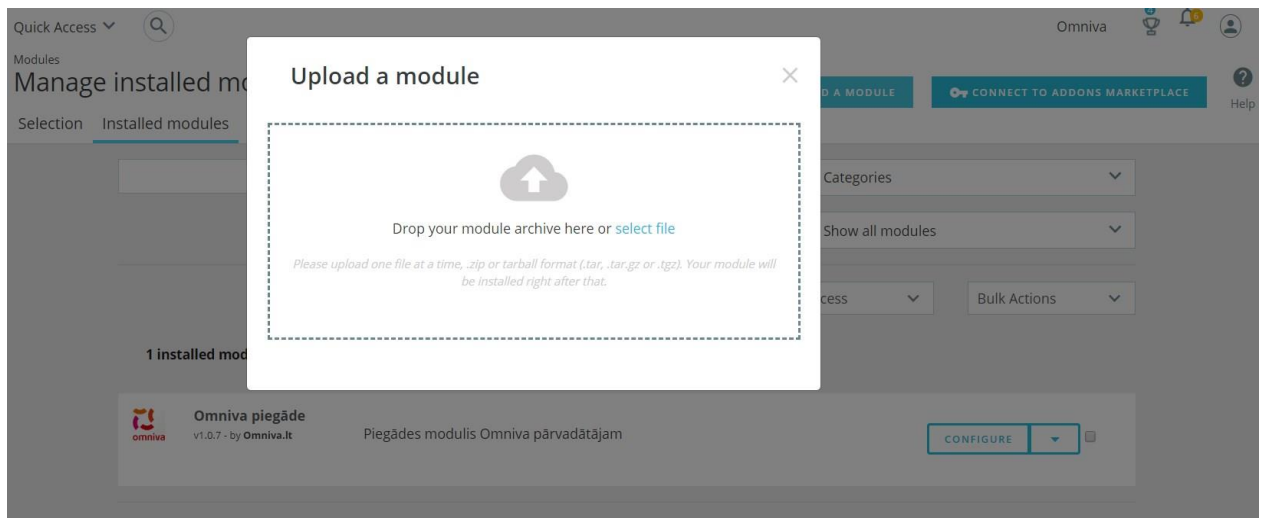 Quick Access
Omniva
4
6
Modules
Manage installed mo
D A MODULE
CONNECT TO ADDONS MARKETPLACE
Help
Selection Installed modules
Upload a module
Drop your module archive here or select file
Please upload one file at a time, .zip or tarball format (.tar, .tar.gz or .tgz). Your module will
be installed right after that.
Categories
Show all modules
cess
Bulk Actions
1 installed mod
omniva
Omniva piegāde
v1.0.7 - by Omniva.lt
Piegādes modulis Omniva pārvadātājam
CONFIGURE